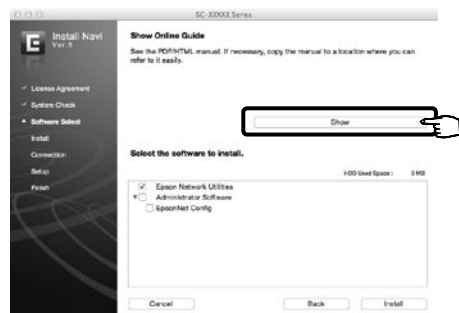 SC-XXXXX Series
Install Navi
Ver.5
Show Online Guide
See the PDF/HTML manual. If necessary, copy the manual to a location where you can
refer to it easily.
License Agreement
System Check
Software Select
Install
Connection
Setup
Finish
Show
Select the software to install.
HDD Used Space : 0 MB
Epson Network Utilities
Administrator Software
EpsonNet Config
Cancel
Back
Install